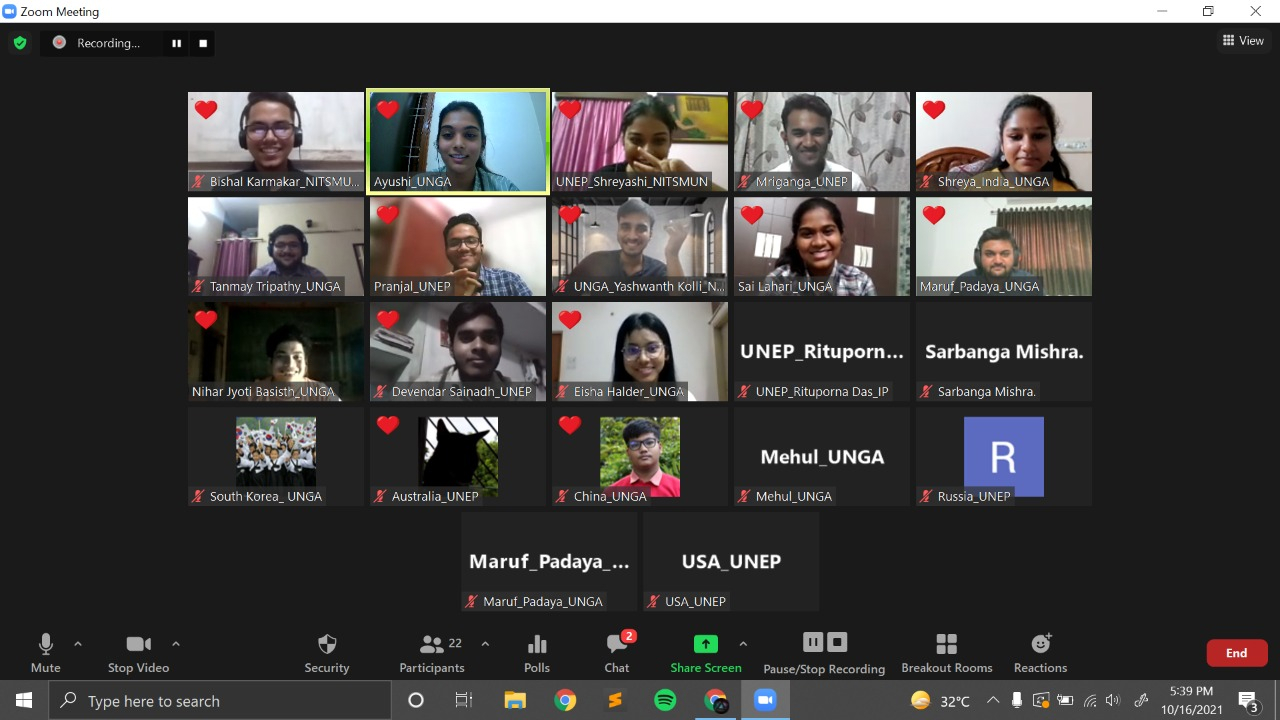 Zoom Meeting
Recording...
View
Bishal Karmakar_NITSMU...
Ayushi_UNGA
UNEP_Shreyashi_NITSMUN
Mriganga_UNEP
Shreya_India_UNGA
Tanmay Tripathy_UNGA
Pranjal_UNEP
UNGA_Yashwanth Kolli_N...
Sai Lahari_UNGA
Maruf_Padaya_UNGA
Nihar Jyoti Basisth_UNGA
Devendar Sainadh_UNEP
Eisha Halder_UNGA
UNEP_Rituporn...
UNEP_Rituporna Das_IP
Sarbanga Mishra.
Sarbanga Mishra.
South Korea_ UNGA
Australia_UNEP
China_UNGA
Mehul_UNGA
Mehul_UNGA
R
Russia_UNEP
Maruf_Padaya_...
Maruf_Padaya_UNGA
USA_UNEP
USA_UNEP
Mute
Stop Video
Security
22
Participants
Polls
2
Chat
Share Screen
Pause/Stop Recording
Breakout Rooms
Reactions
End
Type here to search
32°C
5:39 PM
10/16/2021
3